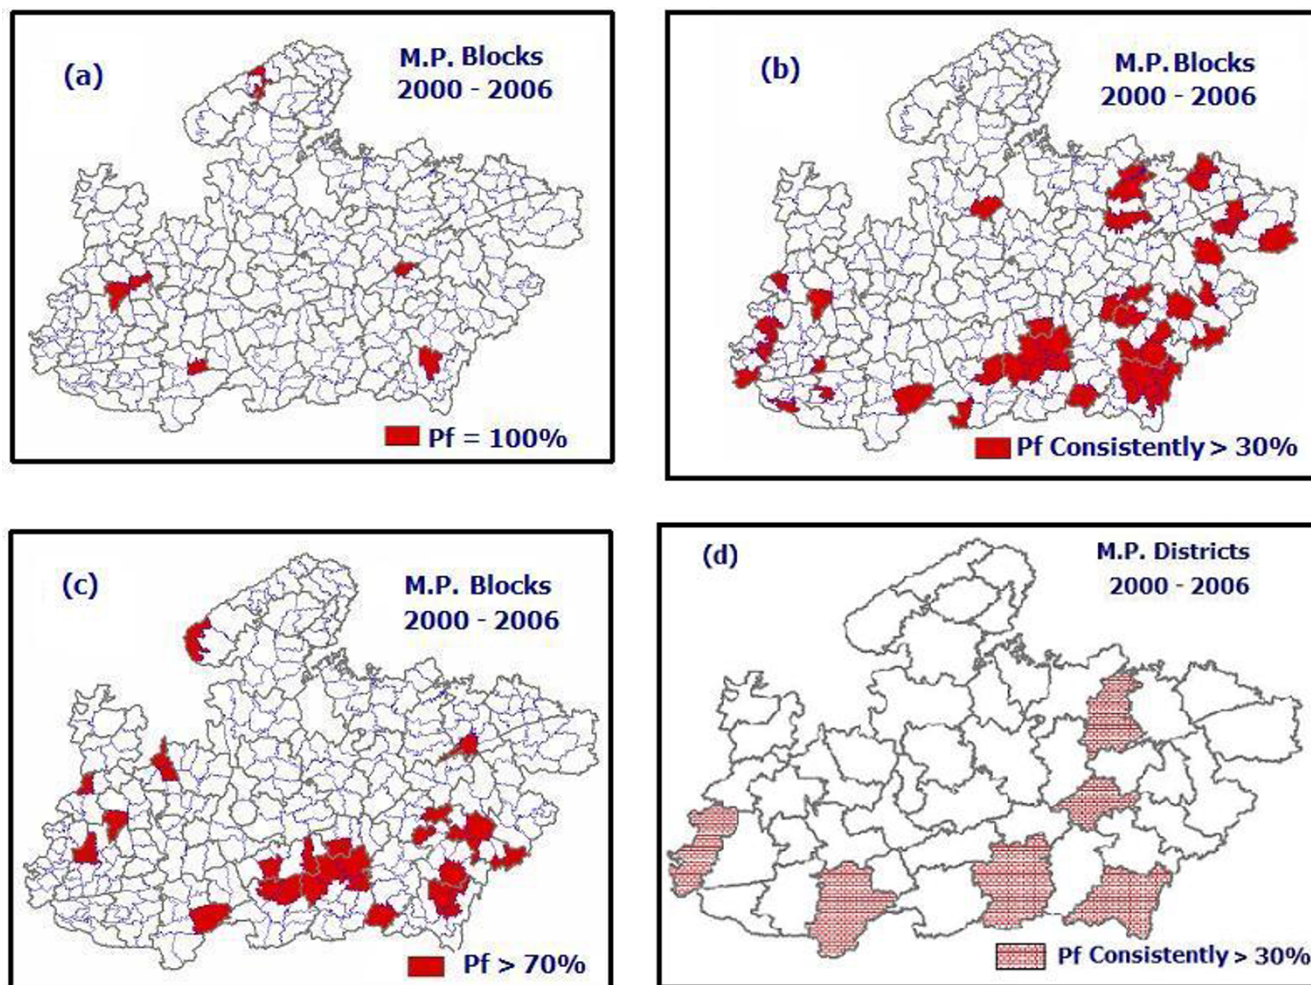 (a)
M.P. Blocks
2000 - 2006
Pf = 100%
(b)
M.P. Blocks
2000 - 2006
Pf Consistently > 30%
(c)
M.P. Blocks
2000 - 2006
Pf > 70%
(d)
M.P. Districts
2000 - 2006
Pf Consistently > 30%